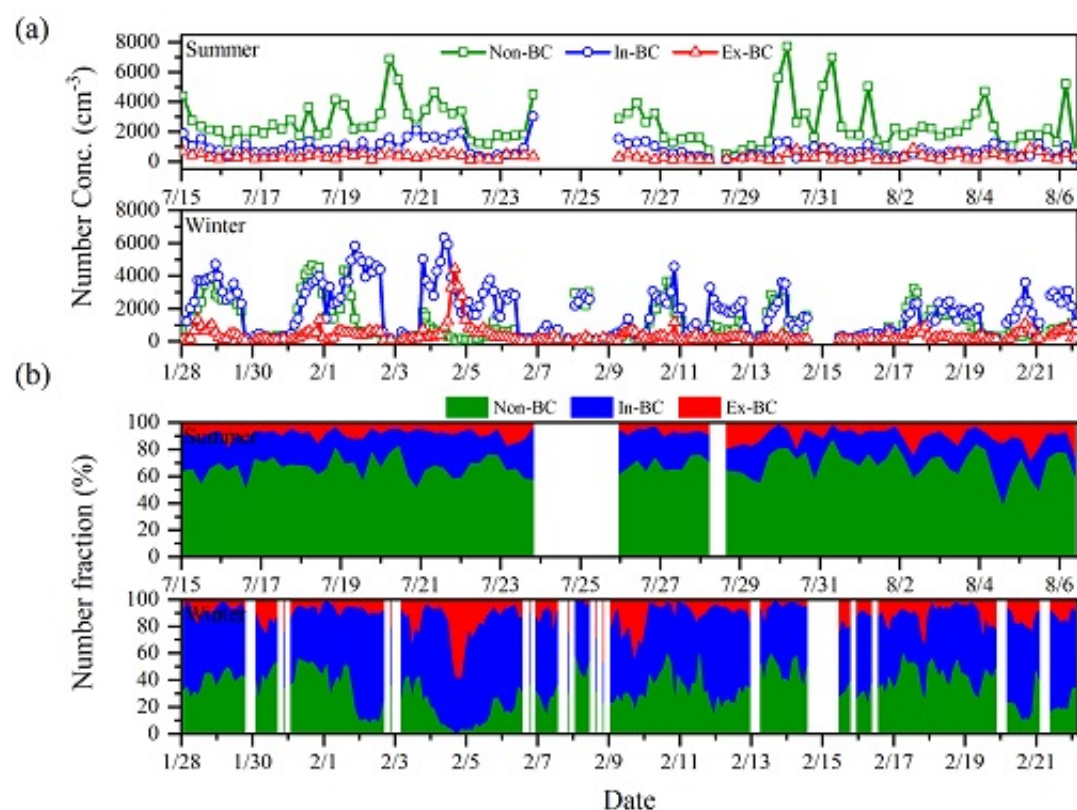 (a)
Summer
Non-BC In-BC Ex-BC
8000
6000
4000
2000
0
7/15 7/17 7/19 7/21 7/23 7/25 7/27 7/29 7/31 8/2 8/4 8/6
Number Conc. (cm⁻³)
Winter
8000
6000
4000
2000
0
1/28 1/30 2/1 2/3 2/5 2/7 2/9 2/11 2/13 2/15 2/17 2/19 2/21
(b)
Non-BC In-BC Ex-BC
Summer
100
80
60
40
20
0
7/15 7/17 7/19 7/21 7/23 7/25 7/27 7/29 7/31 8/2 8/4 8/6
Number fraction (%)
Winter
100
80
60
40
20
0
1/28 1/30 2/1 2/3 2/5 2/7 2/9 2/11 2/13 2/15 2/17 2/19 2/21
Date